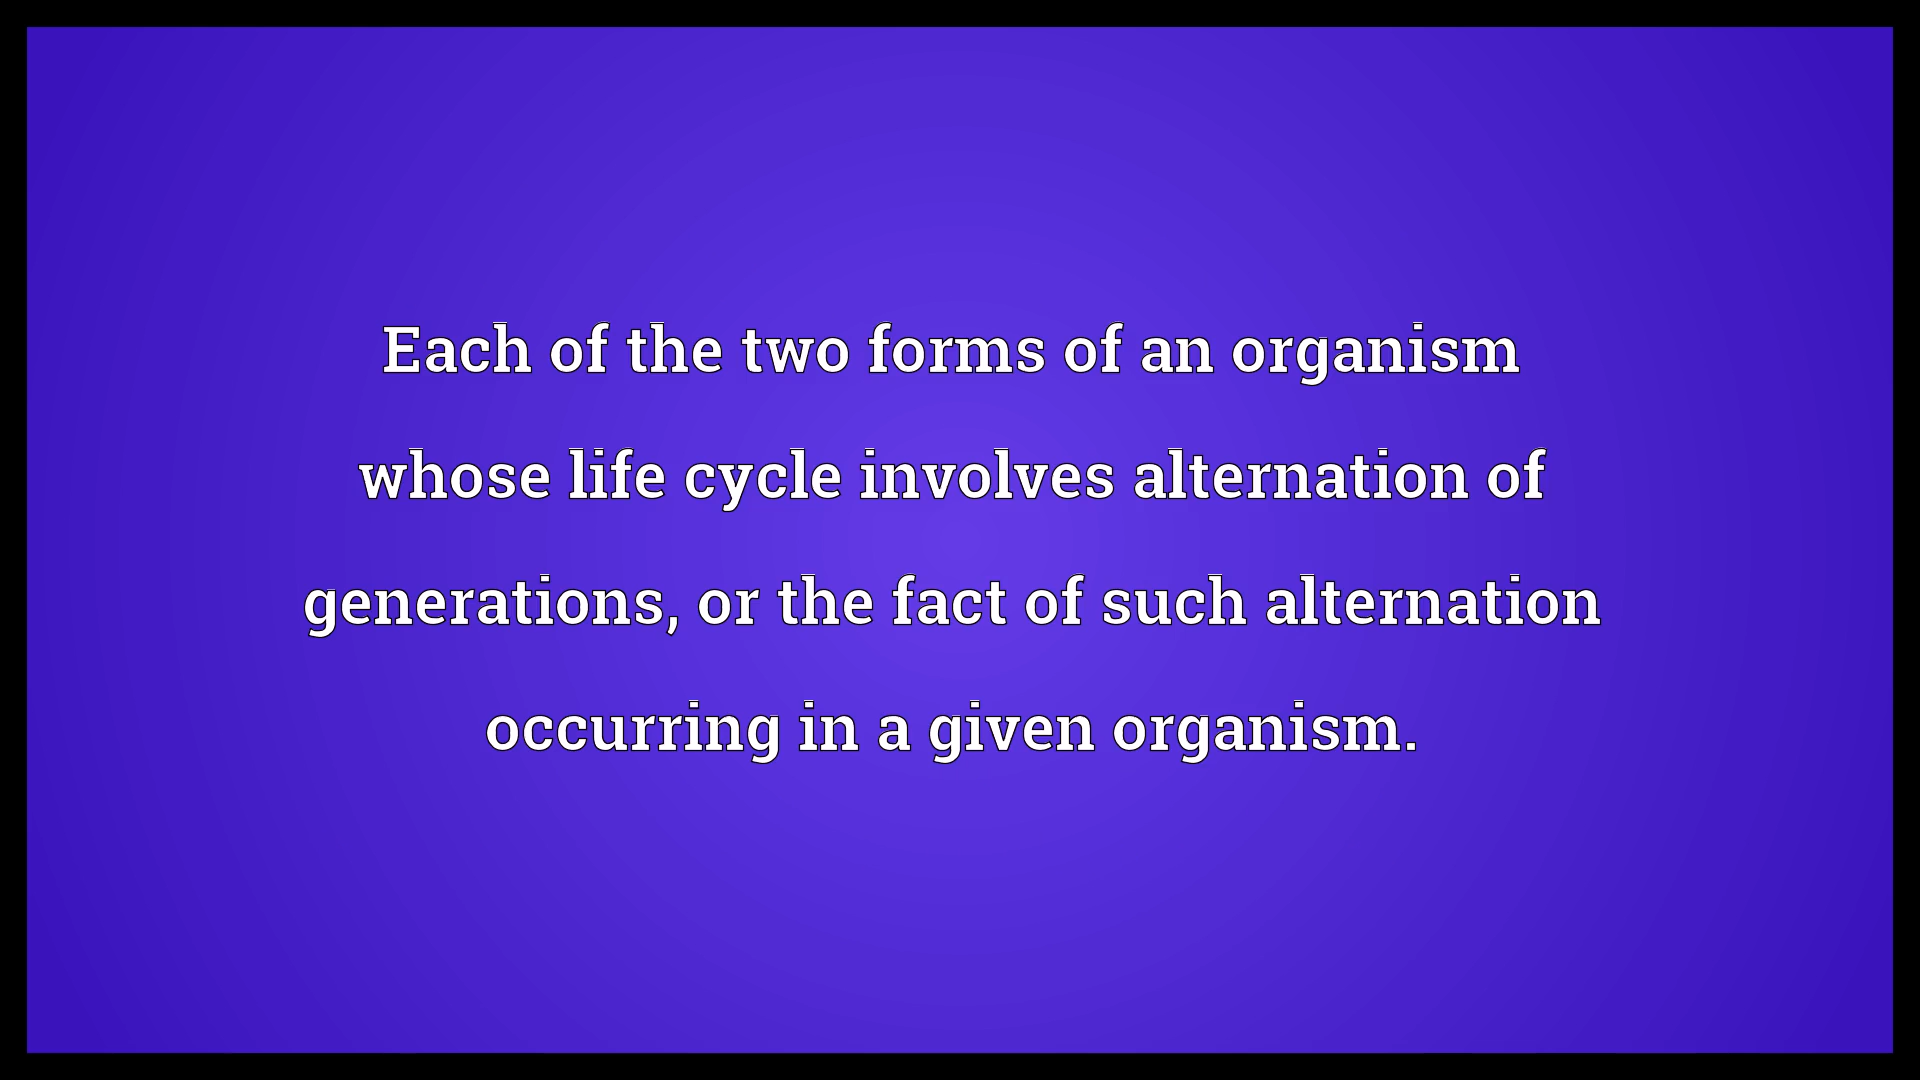 Each of the two forms of an organism
whose life cycle involves alternation of
generations, or the fact of such alternation
occurring in a given organism.